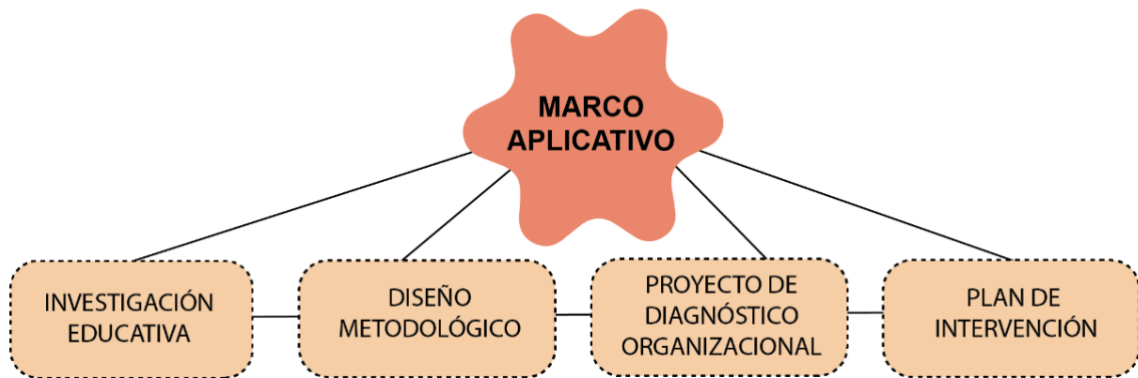 MARCO
APLICATIVO
INVESTIGACIÓN
EDUCATIVA
DISEÑO
METODOLÓGICO
PROYECTO DE
DIAGNÓSTICO
ORGANIZACIONAL
PLAN DE
INTERVENCIÓN